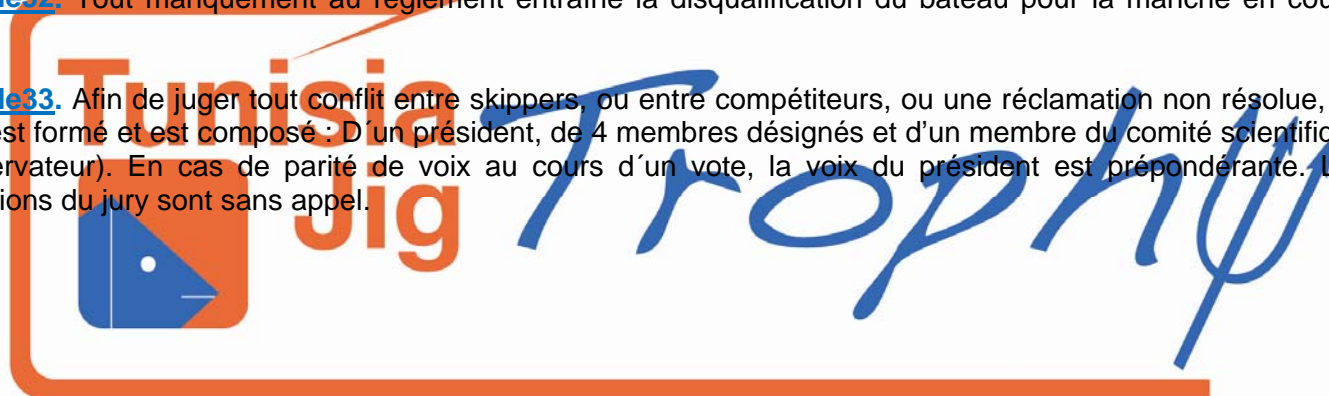 le32. Tout manquement au règlement entraîne la disqualification du bateau pour la manche en cou
le33. Afin de juger tout conflit entre skippers, ou entre compétiteurs, ou une réclamation non résolue,
est formé et est composé : D´un président, de 4 membres désignés et d’un membre du comité scientific
ervateur). En cas de parité de voix au cours d´un vote, la voix du président est prépondérante. L
ions du jury sont sans appel.
Tunisia
Jig
Trophy